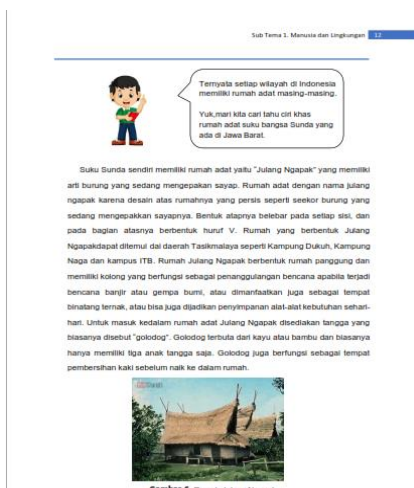 Sub Tema 1. Manusia dan Lingkungan 12
Ternyata setiap wilayah di Indonesia
memiliki rumah adat masing-masing.
Yuk,mari kita cari tahu ciri khas
rumah adat suku bangsa Sunda yang
ada di Jawa Barat.
Suku Sunda sendiri memiliki rumah adat yaitu "Julang Ngapak" yang memiliki
arti burung yang sedang mengepakan sayap. Rumah adat dengan nama julang
ngapak karena desain atas rumahnya yang persis seperti seekor burung yang
sedang mengepakkan sayapnya. Bentuk atapnya belebar pada setiap sisi, dan
pada bagian atasnya berbentuk huruf V. Rumah yang berbentuk Julang
Ngapakdapat ditemui dai daerah Tasikmalaya seperti Kampung Dukuh, Kampung
Naga dan kampus ITB. Rumah Julang Ngapak berbentuk rumah panggung dan
memiliki kolong yang berfungsi sebagai penanggulangan bencana apabila terjadi
bencana banjir atau gempa bumi, atau dimanfaatkan juga sebagai tempat
binatang ternak, atau bisa juga dijadikan penyimpanan alat-alat kebutuhan sehari-
hari. Untuk masuk kedalam rumah adat Julang Ngapak disediakan tangga yang
biasanya disebut "golodog". Golodog terbuta dari kayu atau bambu dan biasanya
hanya memiliki tiga anak tangga saja. Golodog juga berfungsi sebagai tempat
pembersihan kaki sebelum naik ke dalam rumah.